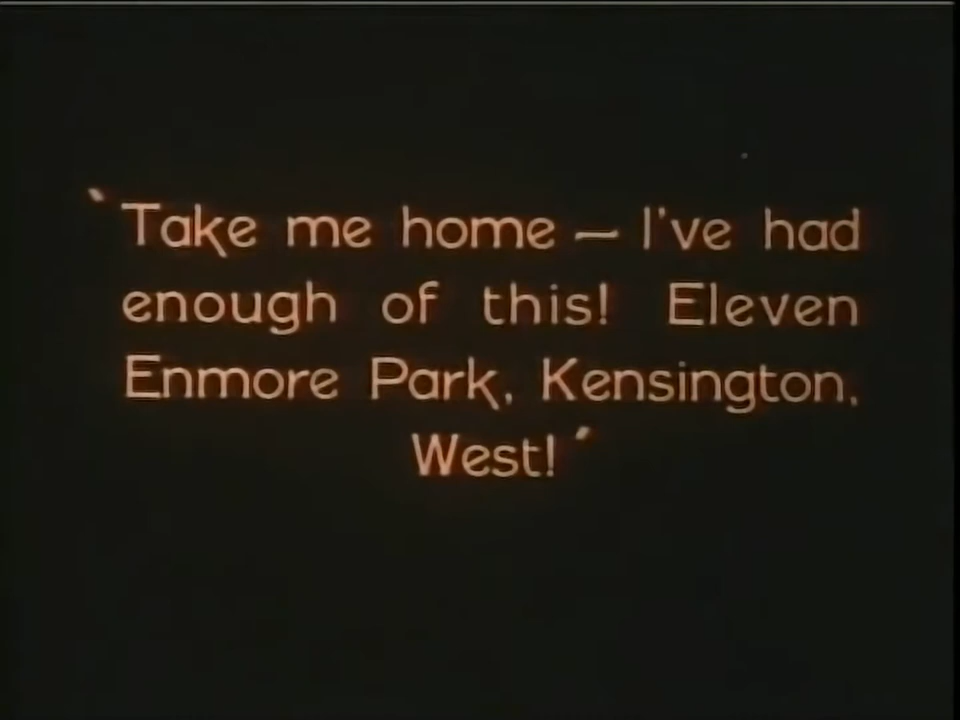 ‘Take me home — I've had
enough of this! Eleven
Enmore Park, Kensington,
West!’